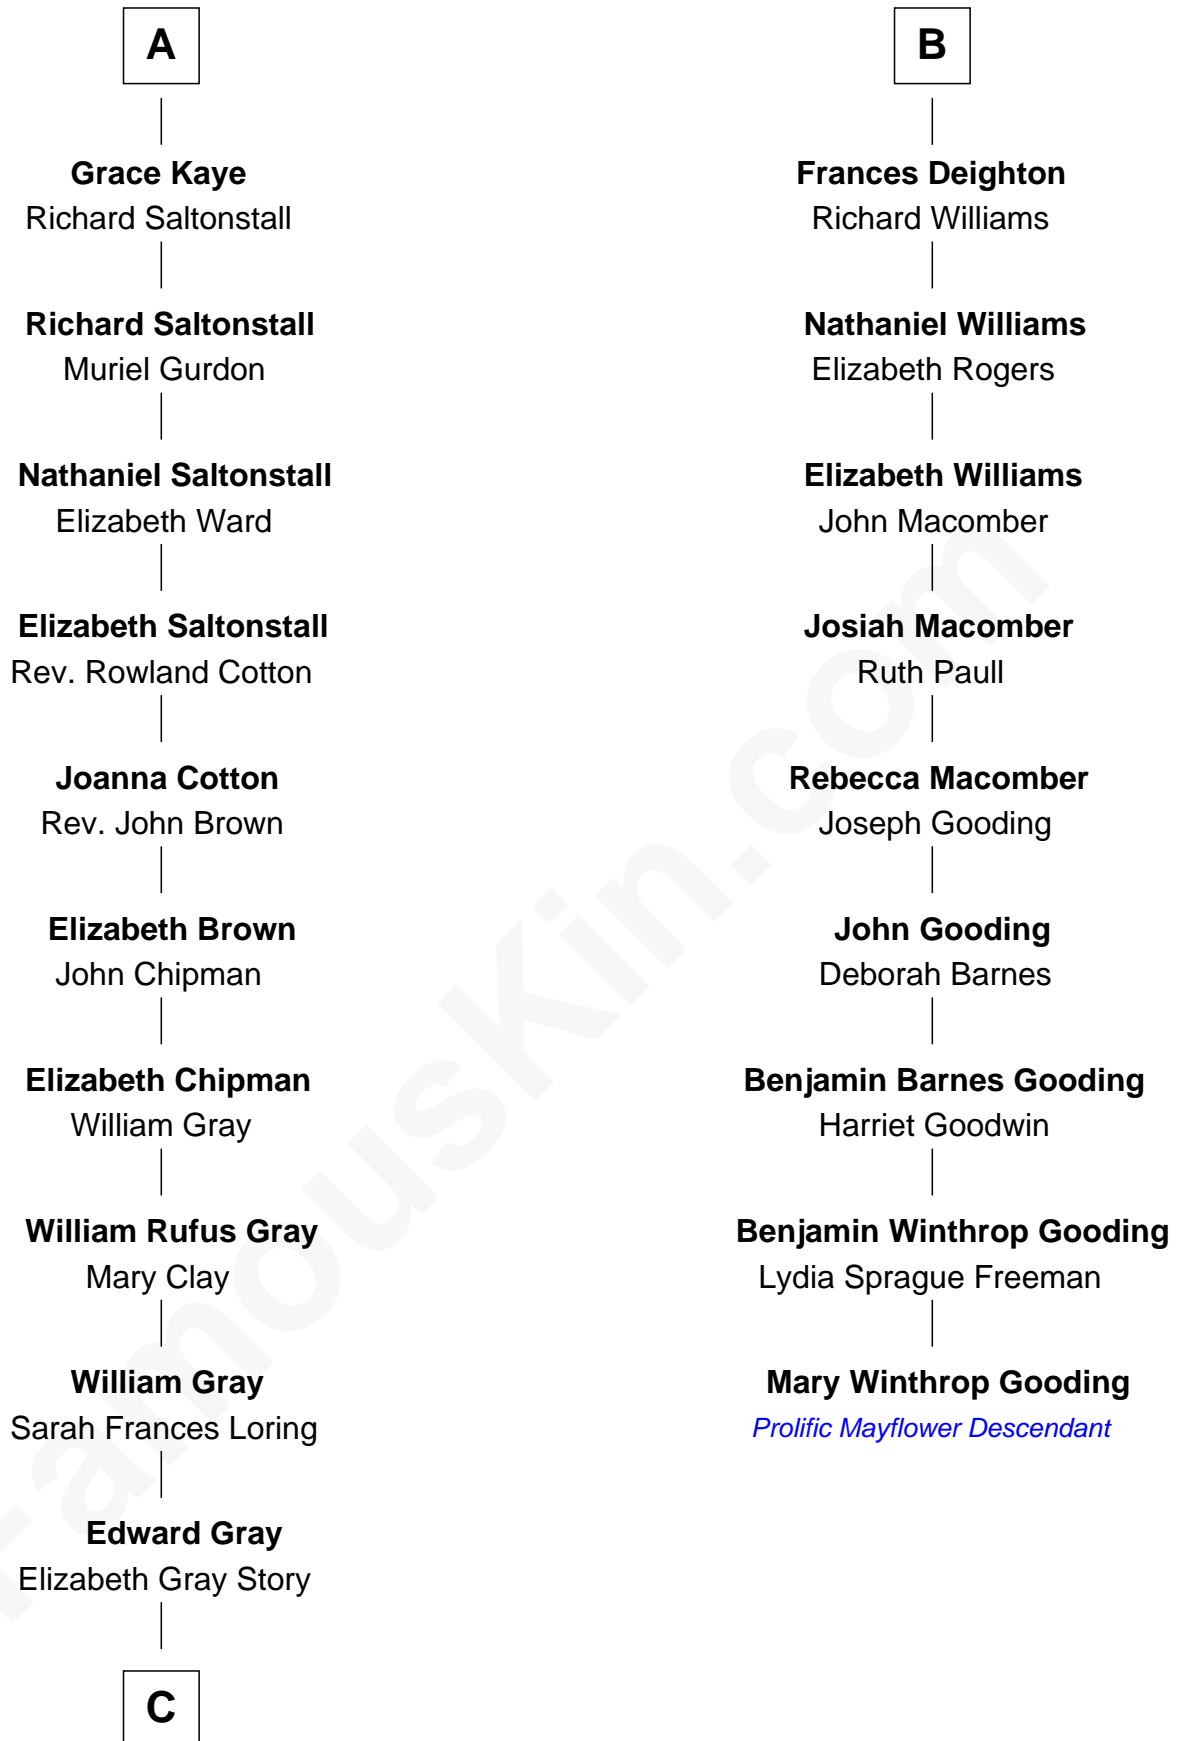 A
Grace Kaye
Richard Saltonstall
Richard Saltonstall
Muriel Gurdon
Nathaniel Saltonstall
Elizabeth Ward
Elizabeth Saltonstall
Rev. Rowland Cotton
Joanna Cotton
Rev. John Brown
Elizabeth Brown
John Chipman
Elizabeth Chipman
William Gray
William Rufus Gray
Mary Clay
William Gray
Sarah Frances Loring
Edward Gray
Elizabeth Gray Story
C
B
Frances Deighton
Richard Williams
Nathaniel Williams
Elizabeth Rogers
Elizabeth Williams
John Macomber
Josiah Macomber
Ruth Paull
Rebecca Macomber
Joseph Gooding
John Gooding
Deborah Barnes
Benjamin Barnes Gooding
Harriet Goodwin
Benjamin Winthrop Gooding
Lydia Sprague Freeman
Mary Winthrop Gooding
Prolific Mayflower Descendant
FamousKin.com